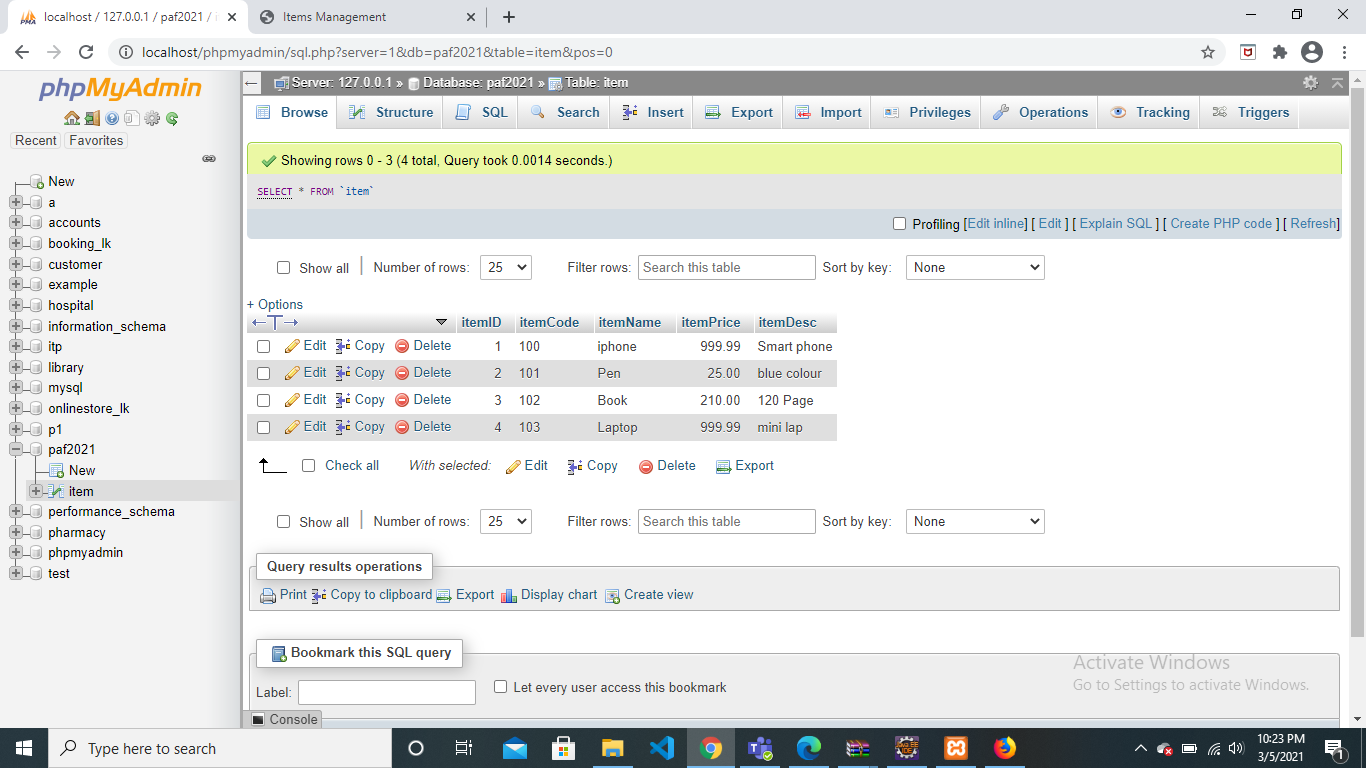 localhost / 127.0.0.1 / paf2021 / i
Items Management
localhost/phpmyadmin/sql.php?server=1&db=paf2021&table=item&pos=0
phpMyAdmin
Recent Favorites
New
a
accounts
booking_lk
customer
example
hospital
information_schema
itp
library
mysql
onlinestore_lk
p1
paf2021
New
item
performance_schema
pharmacy
phpmyadmin
test
Server: 127.0.0.1 » Database: paf2021 » Table: item
Browse Structure SQL Search Insert Export Import Privileges Operations Tracking Triggers
Showing rows 0 - 3 (4 total, Query took 0.0014 seconds.)
SELECT * FROM `item`
Profiling [Edit inline] [ Edit ] [ Explain SQL ] [ Create PHP code ] [ Refresh]
Show all | Number of rows: 25 Filter rows: Search this table Sort by key: None
+ Options
←T→ itemID itemCode itemName itemPrice itemDesc
Edit Copy Delete 1 100 iphone 999.99 Smart phone
Edit Copy Delete 2 101 Pen 25.00 blue colour
Edit Copy Delete 3 102 Book 210.00 120 Page
Edit Copy Delete 4 103 Laptop 999.99 mini lap
Check all With selected: Edit Copy Delete Export
Show all | Number of rows: 25 Filter rows: Search this table Sort by key: None
Query results operations
Print Copy to clipboard Export Display chart Create view
Bookmark this SQL query
Label: Let every user access this bookmark
Console
Activate Windows
Go to Settings to activate Windows.
Type here to search
10:23 PM
3/5/2021
1